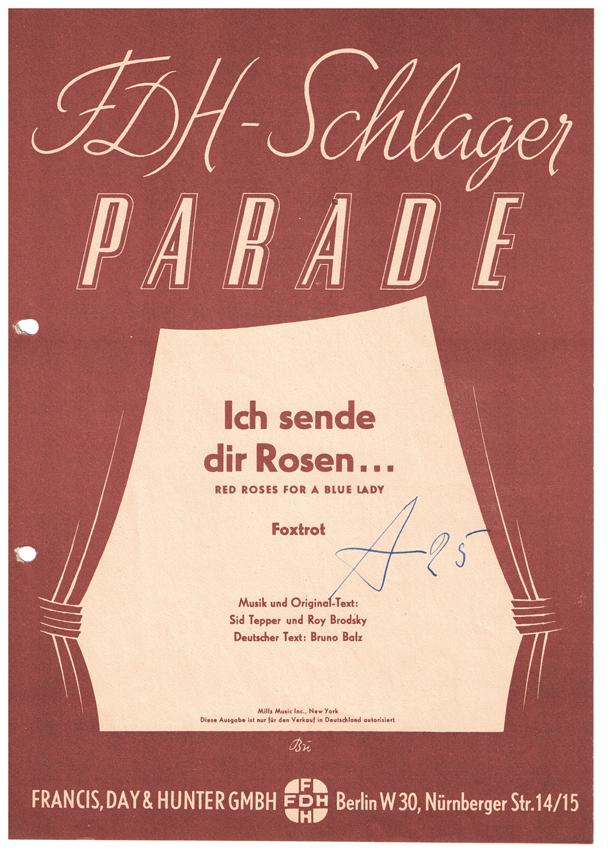 FDH-Schlager
PARADE
Ich sende
dir Rosen...
RED ROSES FOR A BLUE LADY
Foxtrot
A 25
Musik und Original-Text:
Sid Tepper und Roy Brodsky
Deutscher Text: Bruno Balz
Mills Music Inc., New York
Diese Ausgabe ist nur für den Verkauf in Deutschland autorisiert
Bü
FRANCIS, DAY & HUNTER GMBH F FDH H Berlin W 30, Nürnberger Str. 14/15